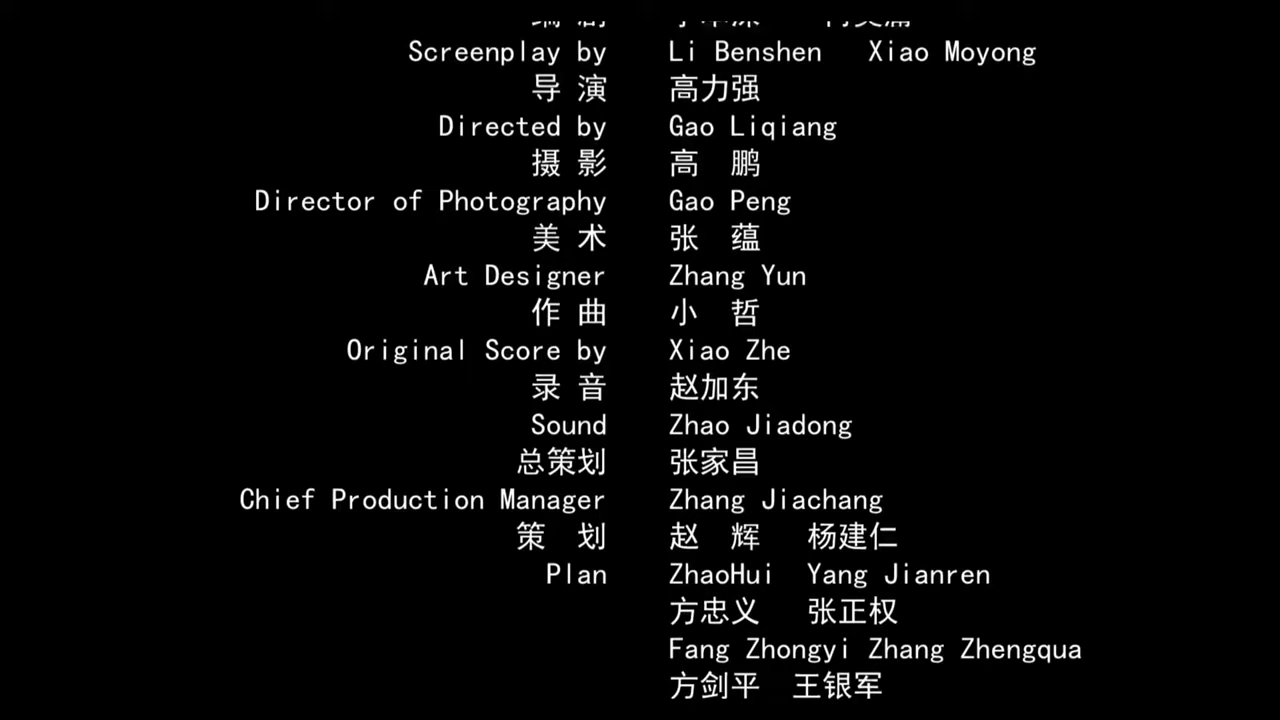 Screenplay by Li Benshen Xiao Moyong
导 演 高力强
Directed by Gao Liqiang
摄 影 高 鹏
Director of Photography Gao Peng
美 术 张 蕴
Art Designer Zhang Yun
作 曲 小 哲
Original Score by Xiao Zhe
录 音 赵加东
Sound Zhao Jiadong
总策划 张家昌
Chief Production Manager Zhang Jiachang
策 划 赵 辉 杨建仁
Plan ZhaoHui Yang Jianren
方忠义 张正权
Fang Zhongyi Zhang Zhengqua
方剑平 王银军